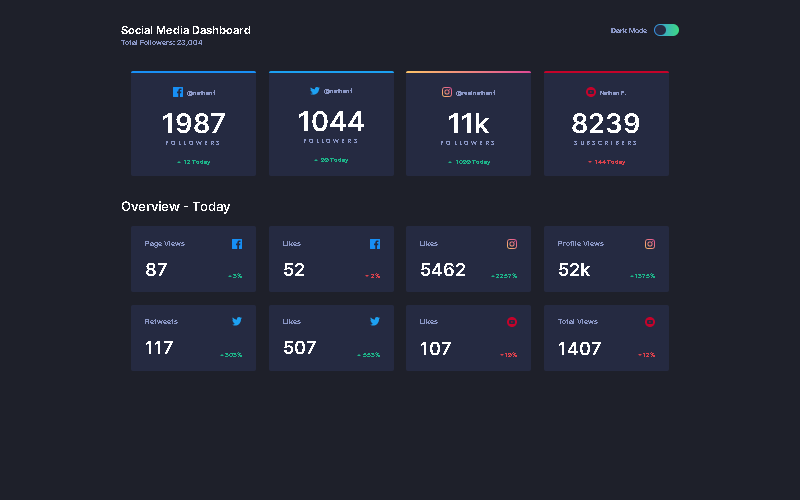 Social Media Dashboard
Total Followers: 23,004
Dark Mode
@nathanf
1987
FOLLOWERS
12 Today
@nathanf
1044
FOLLOWERS
99 Today
@realnathanf
11k
FOLLOWERS
1099 Today
Nathan F.
8239
SUBSCRIBERS
144 Today
Overview - Today
Page Views
87
3%
Likes
52
2%
Likes
5462
2257%
Profile Views
52k
1375%
Retweets
117
303%
Likes
507
553%
Likes
107
19%
Total Views
1407
12%